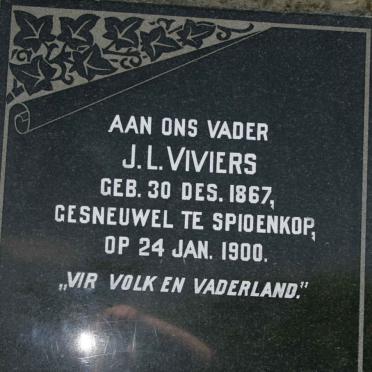 AAN ONS VADER
J.L. VIVIERS
GEB. 30 DES. 1867,
GESNEUWEL TE SPIOENKOP,
OP 24 JAN. 1900.
„VIR VOLK EN VADERLAND."